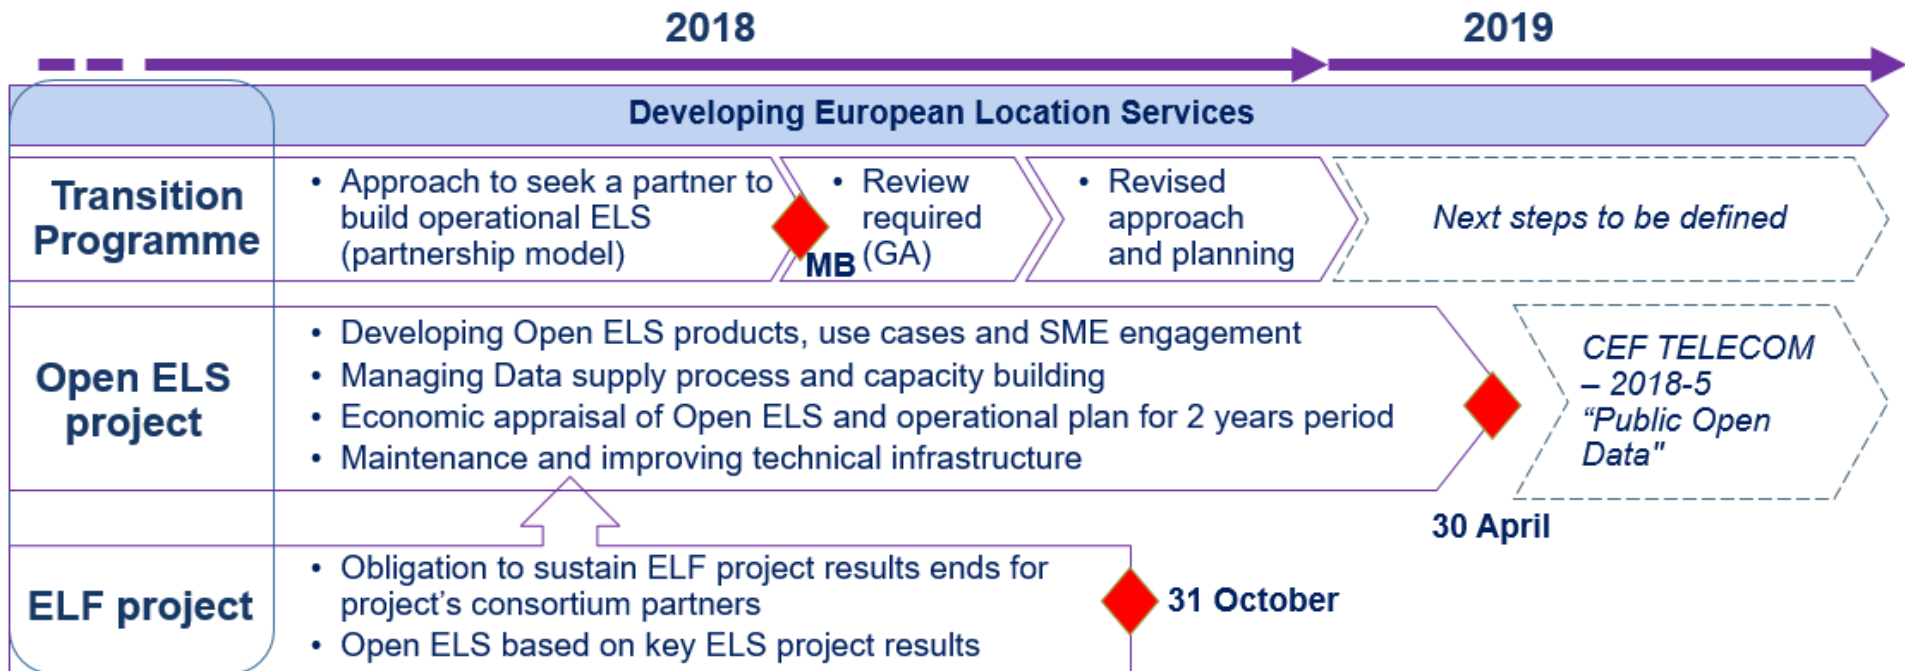 2018
2019
Developing European Location Services
Transition
Programme
• Approach to seek a partner to
build operational ELS
(partnership model)
MB
• Review
required
(GA)
• Revised
approach
and planning
Next steps to be defined
Open ELS
project
• Developing Open ELS products, use cases and SME engagement
• Managing Data supply process and capacity building
• Economic appraisal of Open ELS and operational plan for 2 years period
• Maintenance and improving technical infrastructure
30 April
CEF TELECOM
– 2018-5
“Public Open
Data"
ELF project
• Obligation to sustain ELF project results ends for
project’s consortium partners
• Open ELS based on key ELS project results
31 October